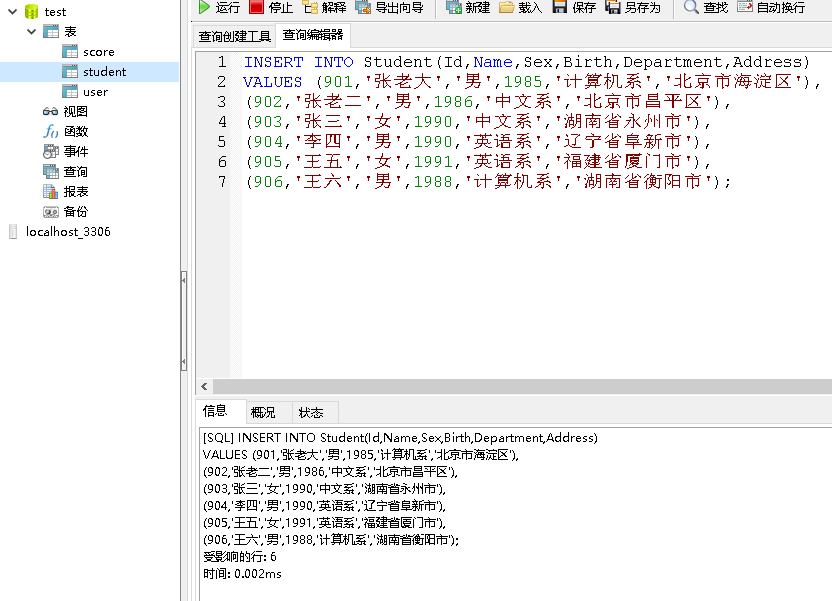 test
运行 停止 解释 导出向导 新建 载入 保存 另存为 查找 自动换行
表
查询创建工具 查询编辑器
score
student
user
视图
函数
事件
查询
报表
备份
localhost_3306
1 INSERT INTO Student(Id,Name,Sex,Birth,Department,Address)
2 VALUES (901,'张老大','男',1985,'计算机系','北京市海淀区'),
3 (902,'张老二','男',1986,'中文系','北京市昌平区'),
4 (903,'张三','女',1990,'中文系','湖南省永州市'),
5 (904,'李四','男',1990,'英语系','辽宁省阜新市'),
6 (905,'王五','女',1991,'英语系','福建省厦门市'),
7 (906,'王六','男',1988,'计算机系','湖南省衡阳市');
信息 概况 状态
[SQL] INSERT INTO Student(Id,Name,Sex,Birth,Department,Address)
VALUES (901,'张老大','男',1985,'计算机系','北京市海淀区'),
(902,'张老二','男',1986,'中文系','北京市昌平区'),
(903,'张三','女',1990,'中文系','湖南省永州市'),
(904,'李四','男',1990,'英语系','辽宁省阜新市'),
(905,'王五','女',1991,'英语系','福建省厦门市'),
(906,'王六','男',1988,'计算机系','湖南省衡阳市');
受影响的行: 6
时间: 0.002ms